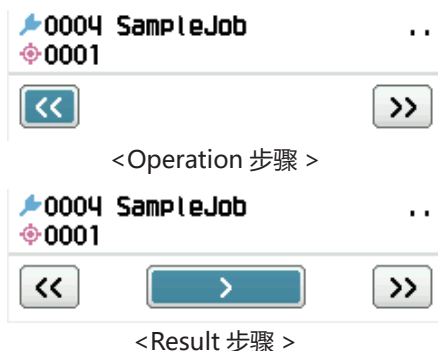 0004 SampleJob ..
0001
<< >>
<Operation 步骤 >
0004 SampleJob ..
0001
<< > >>
<Result 步骤 >